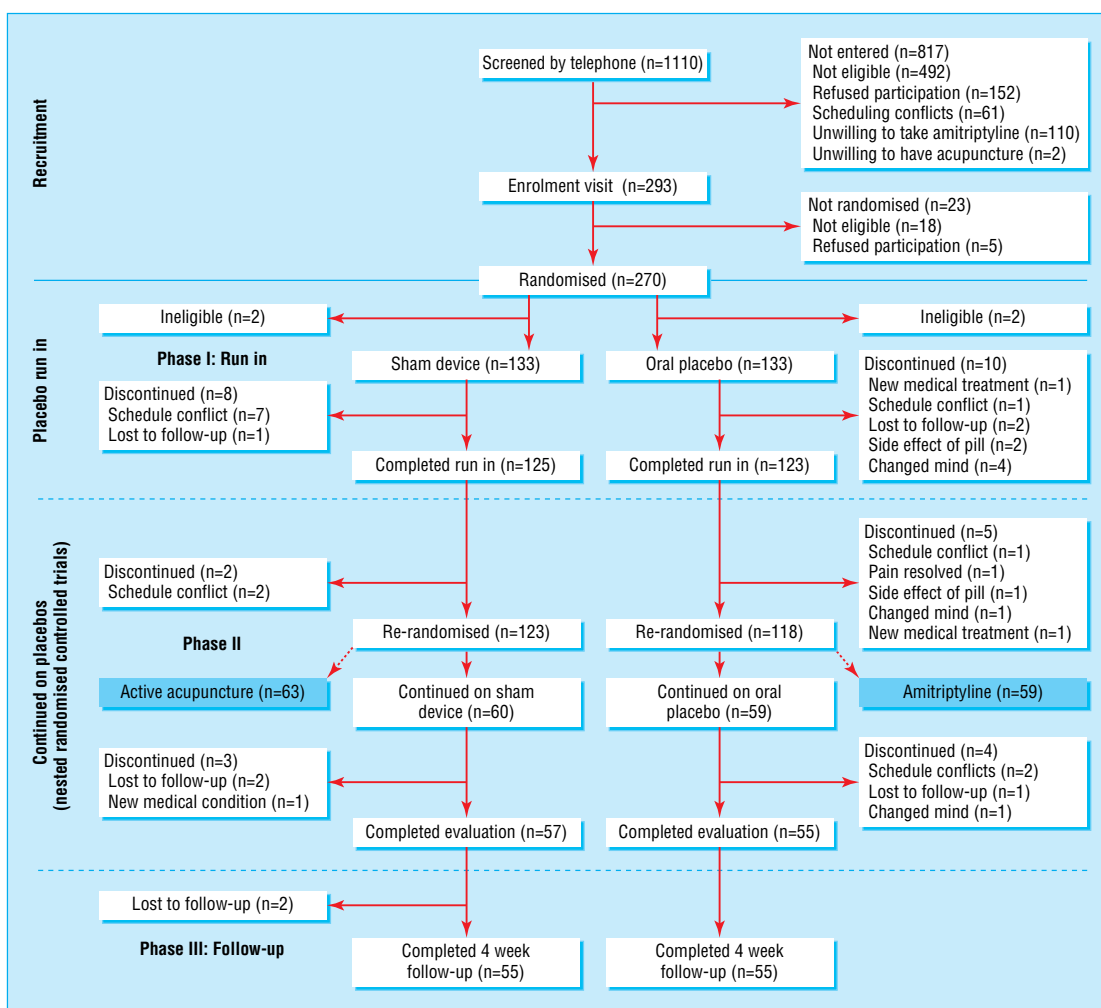 Recruitment
Screened by telephone (n=1110)
Not entered (n=817)
Not eligible (n=492)
Refused participation (n=152)
Scheduling conflicts (n=61)
Unwilling to take amitriptyline (n=110)
Unwilling to have acupuncture (n=2)
Enrolment visit (n=293)
Not randomised (n=23)
Not eligible (n=18)
Refused participation (n=5)
Randomised (n=270)
Placebo run in
Ineligible (n=2)
Ineligible (n=2)
Phase I: Run in
Sham device (n=133)
Oral placebo (n=133)
Discontinued (n=8)
Schedule conflict (n=7)
Lost to follow-up (n=1)
Discontinued (n=10)
New medical treatment (n=1)
Schedule conflict (n=1)
Lost to follow-up (n=2)
Side effect of pill (n=2)
Changed mind (n=4)
Completed run in (n=125)
Completed run in (n=123)
Continued on placebos
(nested randomised controlled trials)
Discontinued (n=2)
Schedule conflict (n=2)
Discontinued (n=5)
Schedule conflict (n=1)
Pain resolved (n=1)
Side effect of pill (n=1)
Changed mind (n=1)
New medical treatment (n=1)
Phase II
Re-randomised (n=123)
Re-randomised (n=118)
Active acupuncture (n=63)
Continued on sham
device (n=60)
Continued on oral
placebo (n=59)
Amitriptyline (n=59)
Discontinued (n=3)
Lost to follow-up (n=2)
New medical condition (n=1)
Discontinued (n=4)
Schedule conflicts (n=2)
Lost to follow-up (n=1)
Changed mind (n=1)
Completed evaluation (n=57)
Completed evaluation (n=55)
Lost to follow-up (n=2)
Phase III: Follow-up
Completed 4 week
follow-up (n=55)
Completed 4 week
follow-up (n=55)